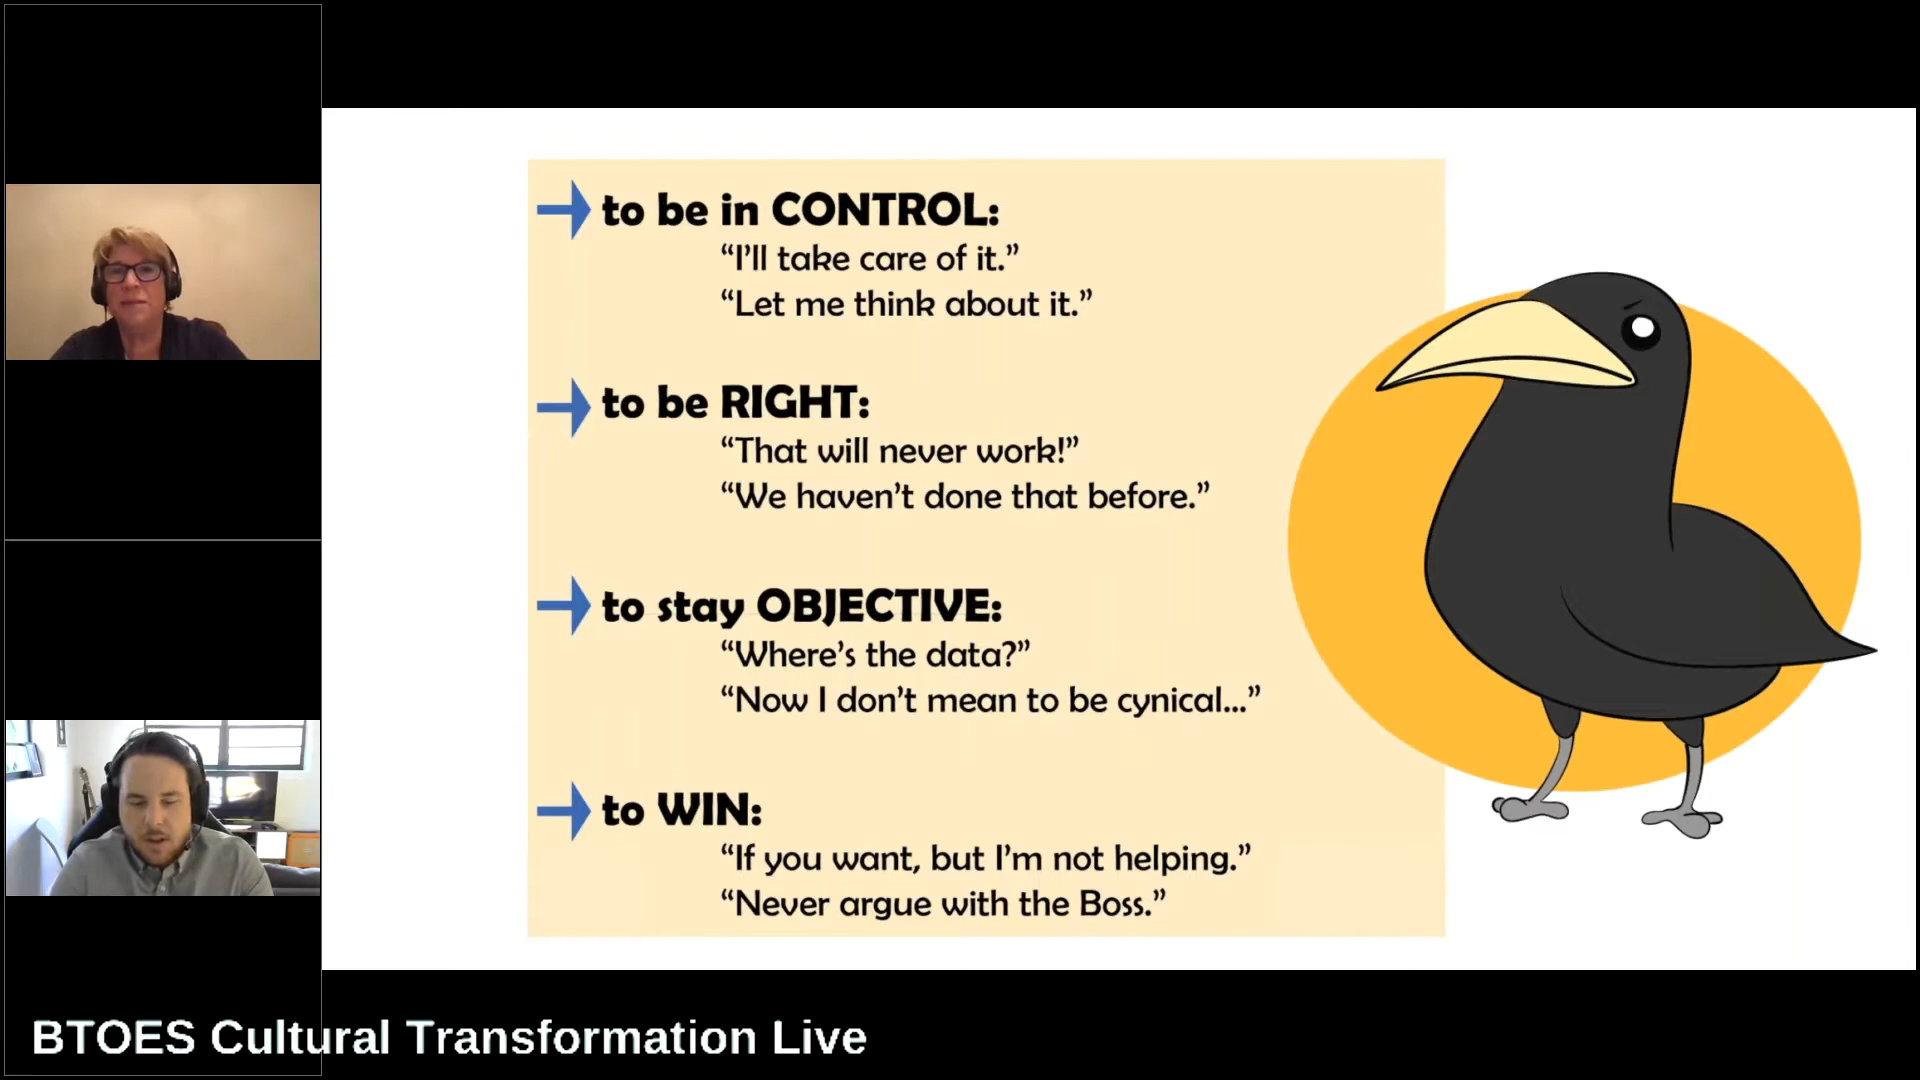 to be in CONTROL:
“I’ll take care of it.”
“Let me think about it.”
to be RIGHT:
“That will never work!”
“We haven’t done that before.”
to stay OBJECTIVE:
“Where’s the data?”
“Now I don’t mean to be cynical...”
to WIN:
“If you want, but I’m not helping.”
“Never argue with the Boss.”
BTOES Cultural Transformation Live